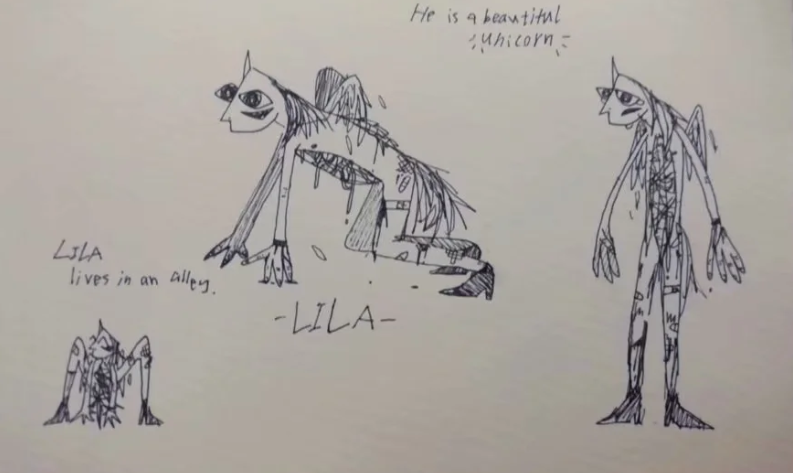 He is a beautiful
unicorn
LILA
lives in an alley.
-LILA-